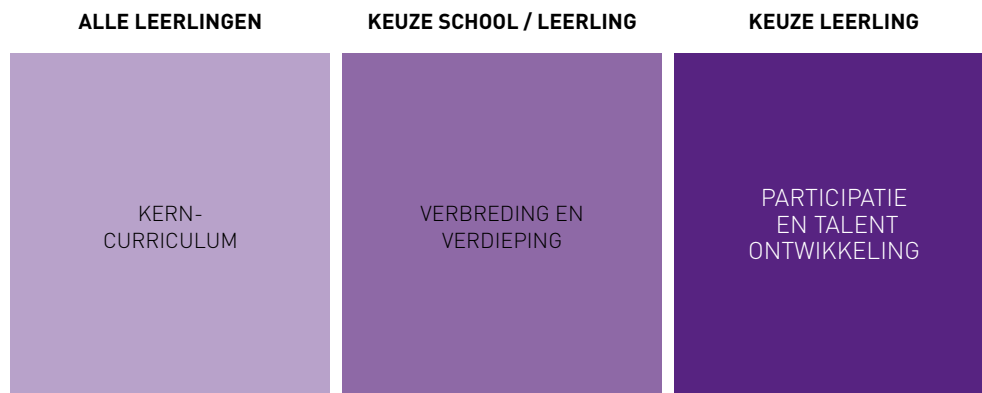 ALLE LEERLINGEN
KEUZE SCHOOL / LEERLING
KEUZE LEERLING
KERN-
CURRICULUM
VERBREDING EN
VERDIEPING
PARTICIPATIE
EN TALENT
ONTWIKKELING